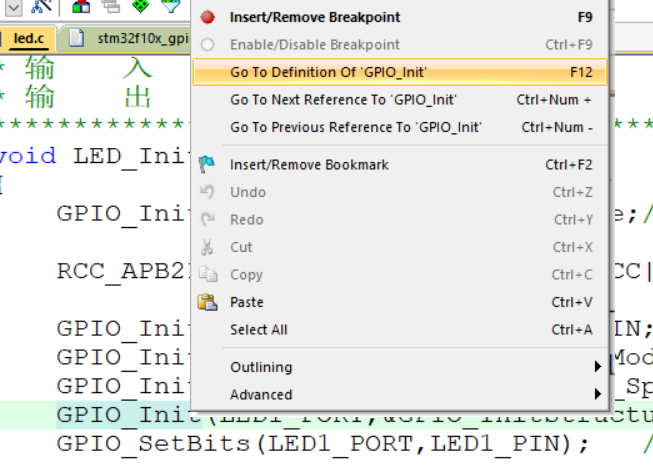 led.c stm32f10x_gpi
* 输 入
* 输 出
void LED_Init
GPIO_Init e;/
RCC_APB2 CC|
GPIO_Init IN;
GPIO_Init Mod
GPIO_Init _Sp
GPIO_Init(LED1_PORT,&GPIO_InitStructu
GPIO_SetBits(LED1_PORT,LED1_PIN); /
Insert/Remove Breakpoint F9
Enable/Disable Breakpoint Ctrl+F9
Go To Definition Of 'GPIO_Init' F12
Go To Next Reference To 'GPIO_Init' Ctrl+Num +
Go To Previous Reference To 'GPIO_Init' Ctrl+Num -
Insert/Remove Bookmark Ctrl+F2
Undo Ctrl+Z
Redo Ctrl+Y
Cut Ctrl+X
Copy Ctrl+C
Paste Ctrl+V
Select All Ctrl+A
Outlining
Advanced